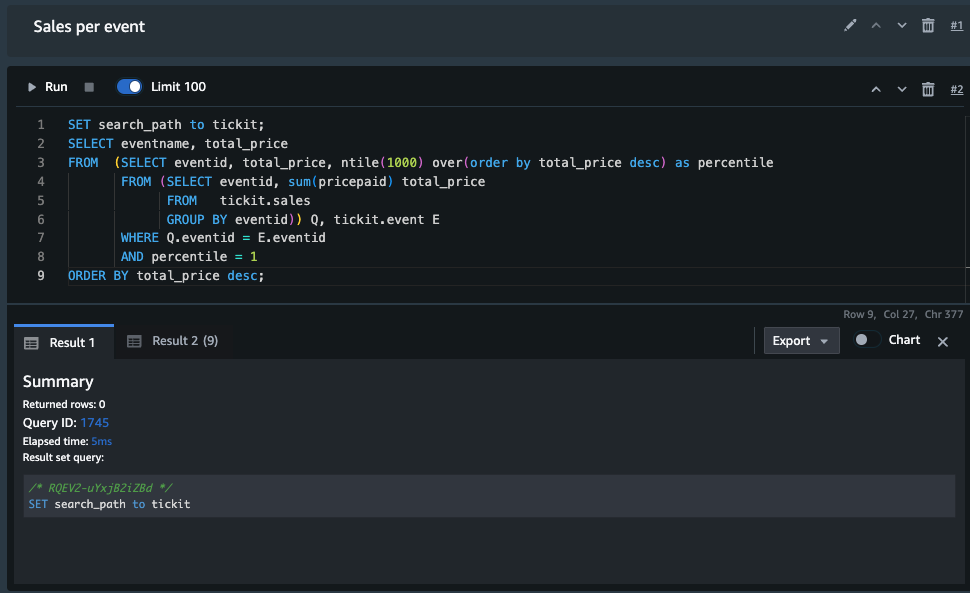 Sales per event
#1
Run
Limit 100
#2
1 SET search_path to tickit;
2 SELECT eventname, total_price
3 FROM (SELECT eventid, total_price, ntile(1000) over(order by total_price desc) as percentile
4 FROM (SELECT eventid, sum(pricepaid) total_price
5 FROM tickit.sales
6 GROUP BY eventid)) Q, tickit.event E
7 WHERE Q.eventid = E.eventid
8 AND percentile = 1
9 ORDER BY total_price desc;
Row 9, Col 27, Chr 377
Result 1
Result 2 (9)
Export
Chart
Summary
Returned rows: 0
Query ID: 1745
Elapsed time: 5ms
Result set query:
/* RQEV2-uYxjB2iZBd */
SET search_path to tickit